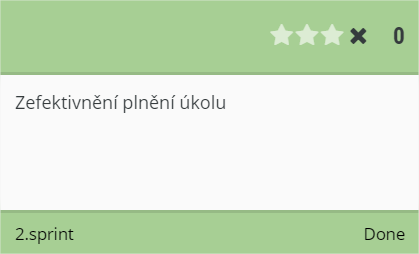 0
Zefektivnění plnění úkolu
2.sprint Done